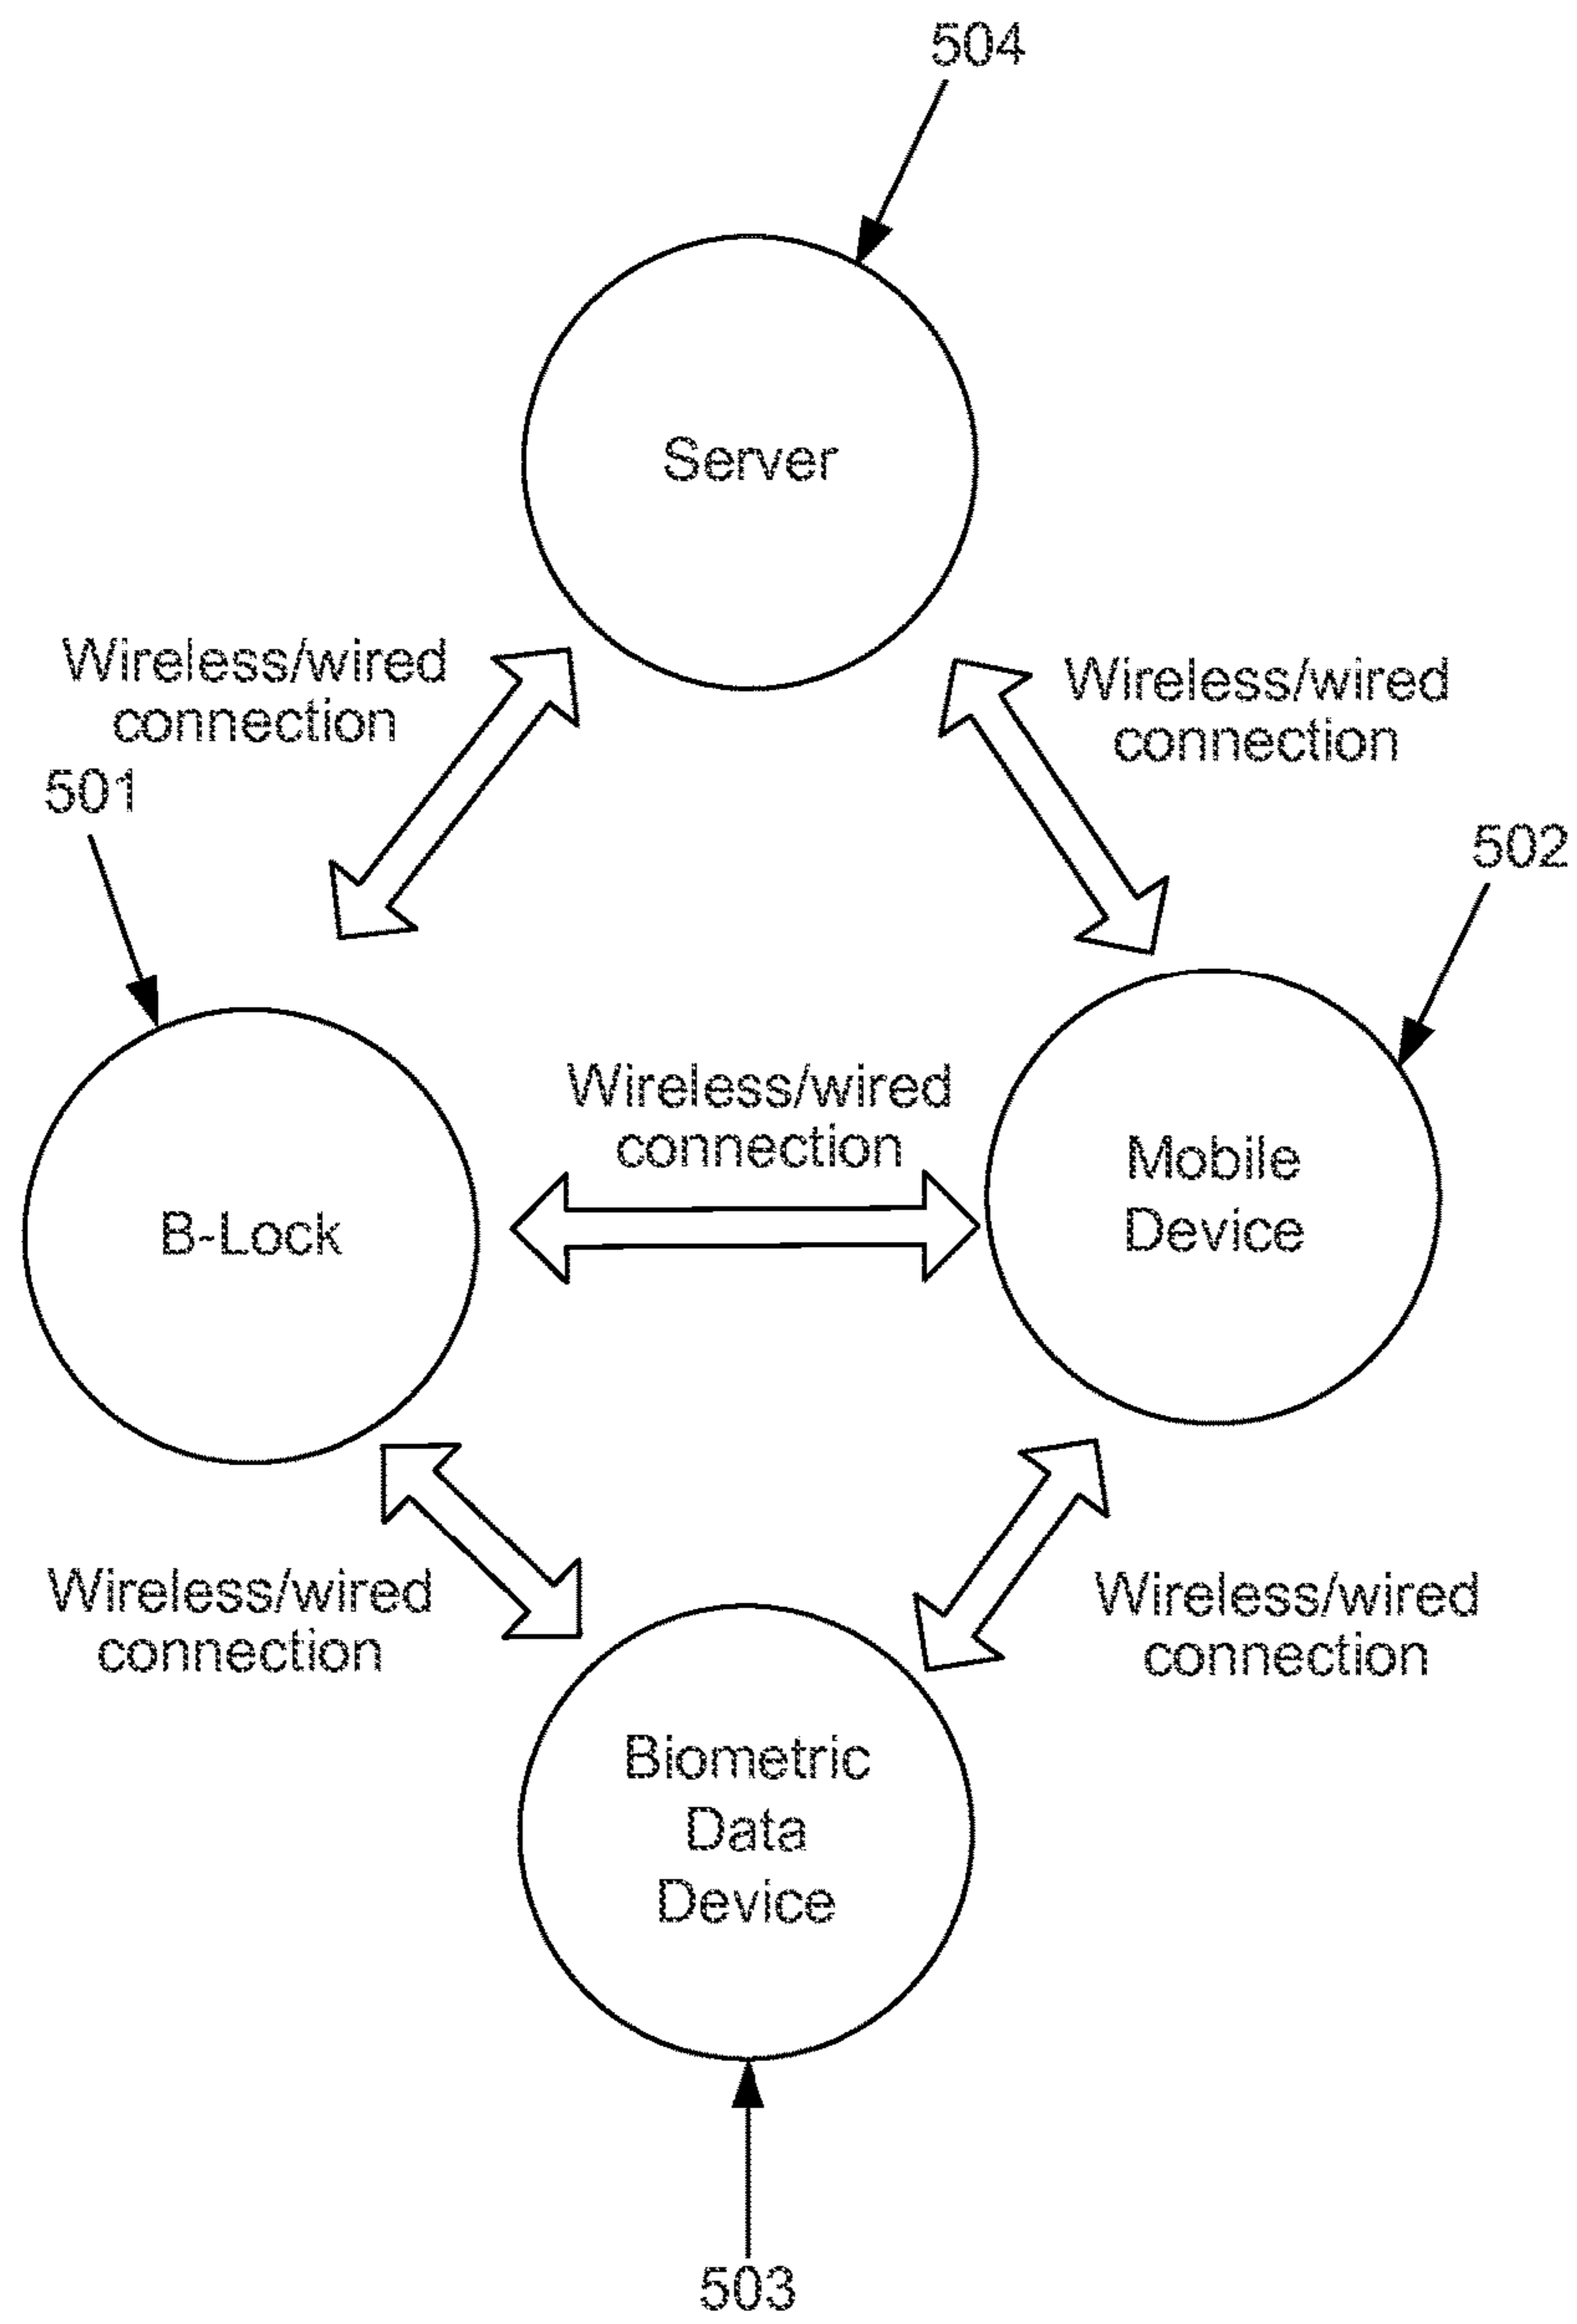 504
Server
Wireless/wired
connection
Wireless/wired
connection
501
502
Wireless/wired
connection
B-Lock
Mobile
Device
Wireless/wired
connection
Wireless/wired
connection
Biometric
Data
Device
503